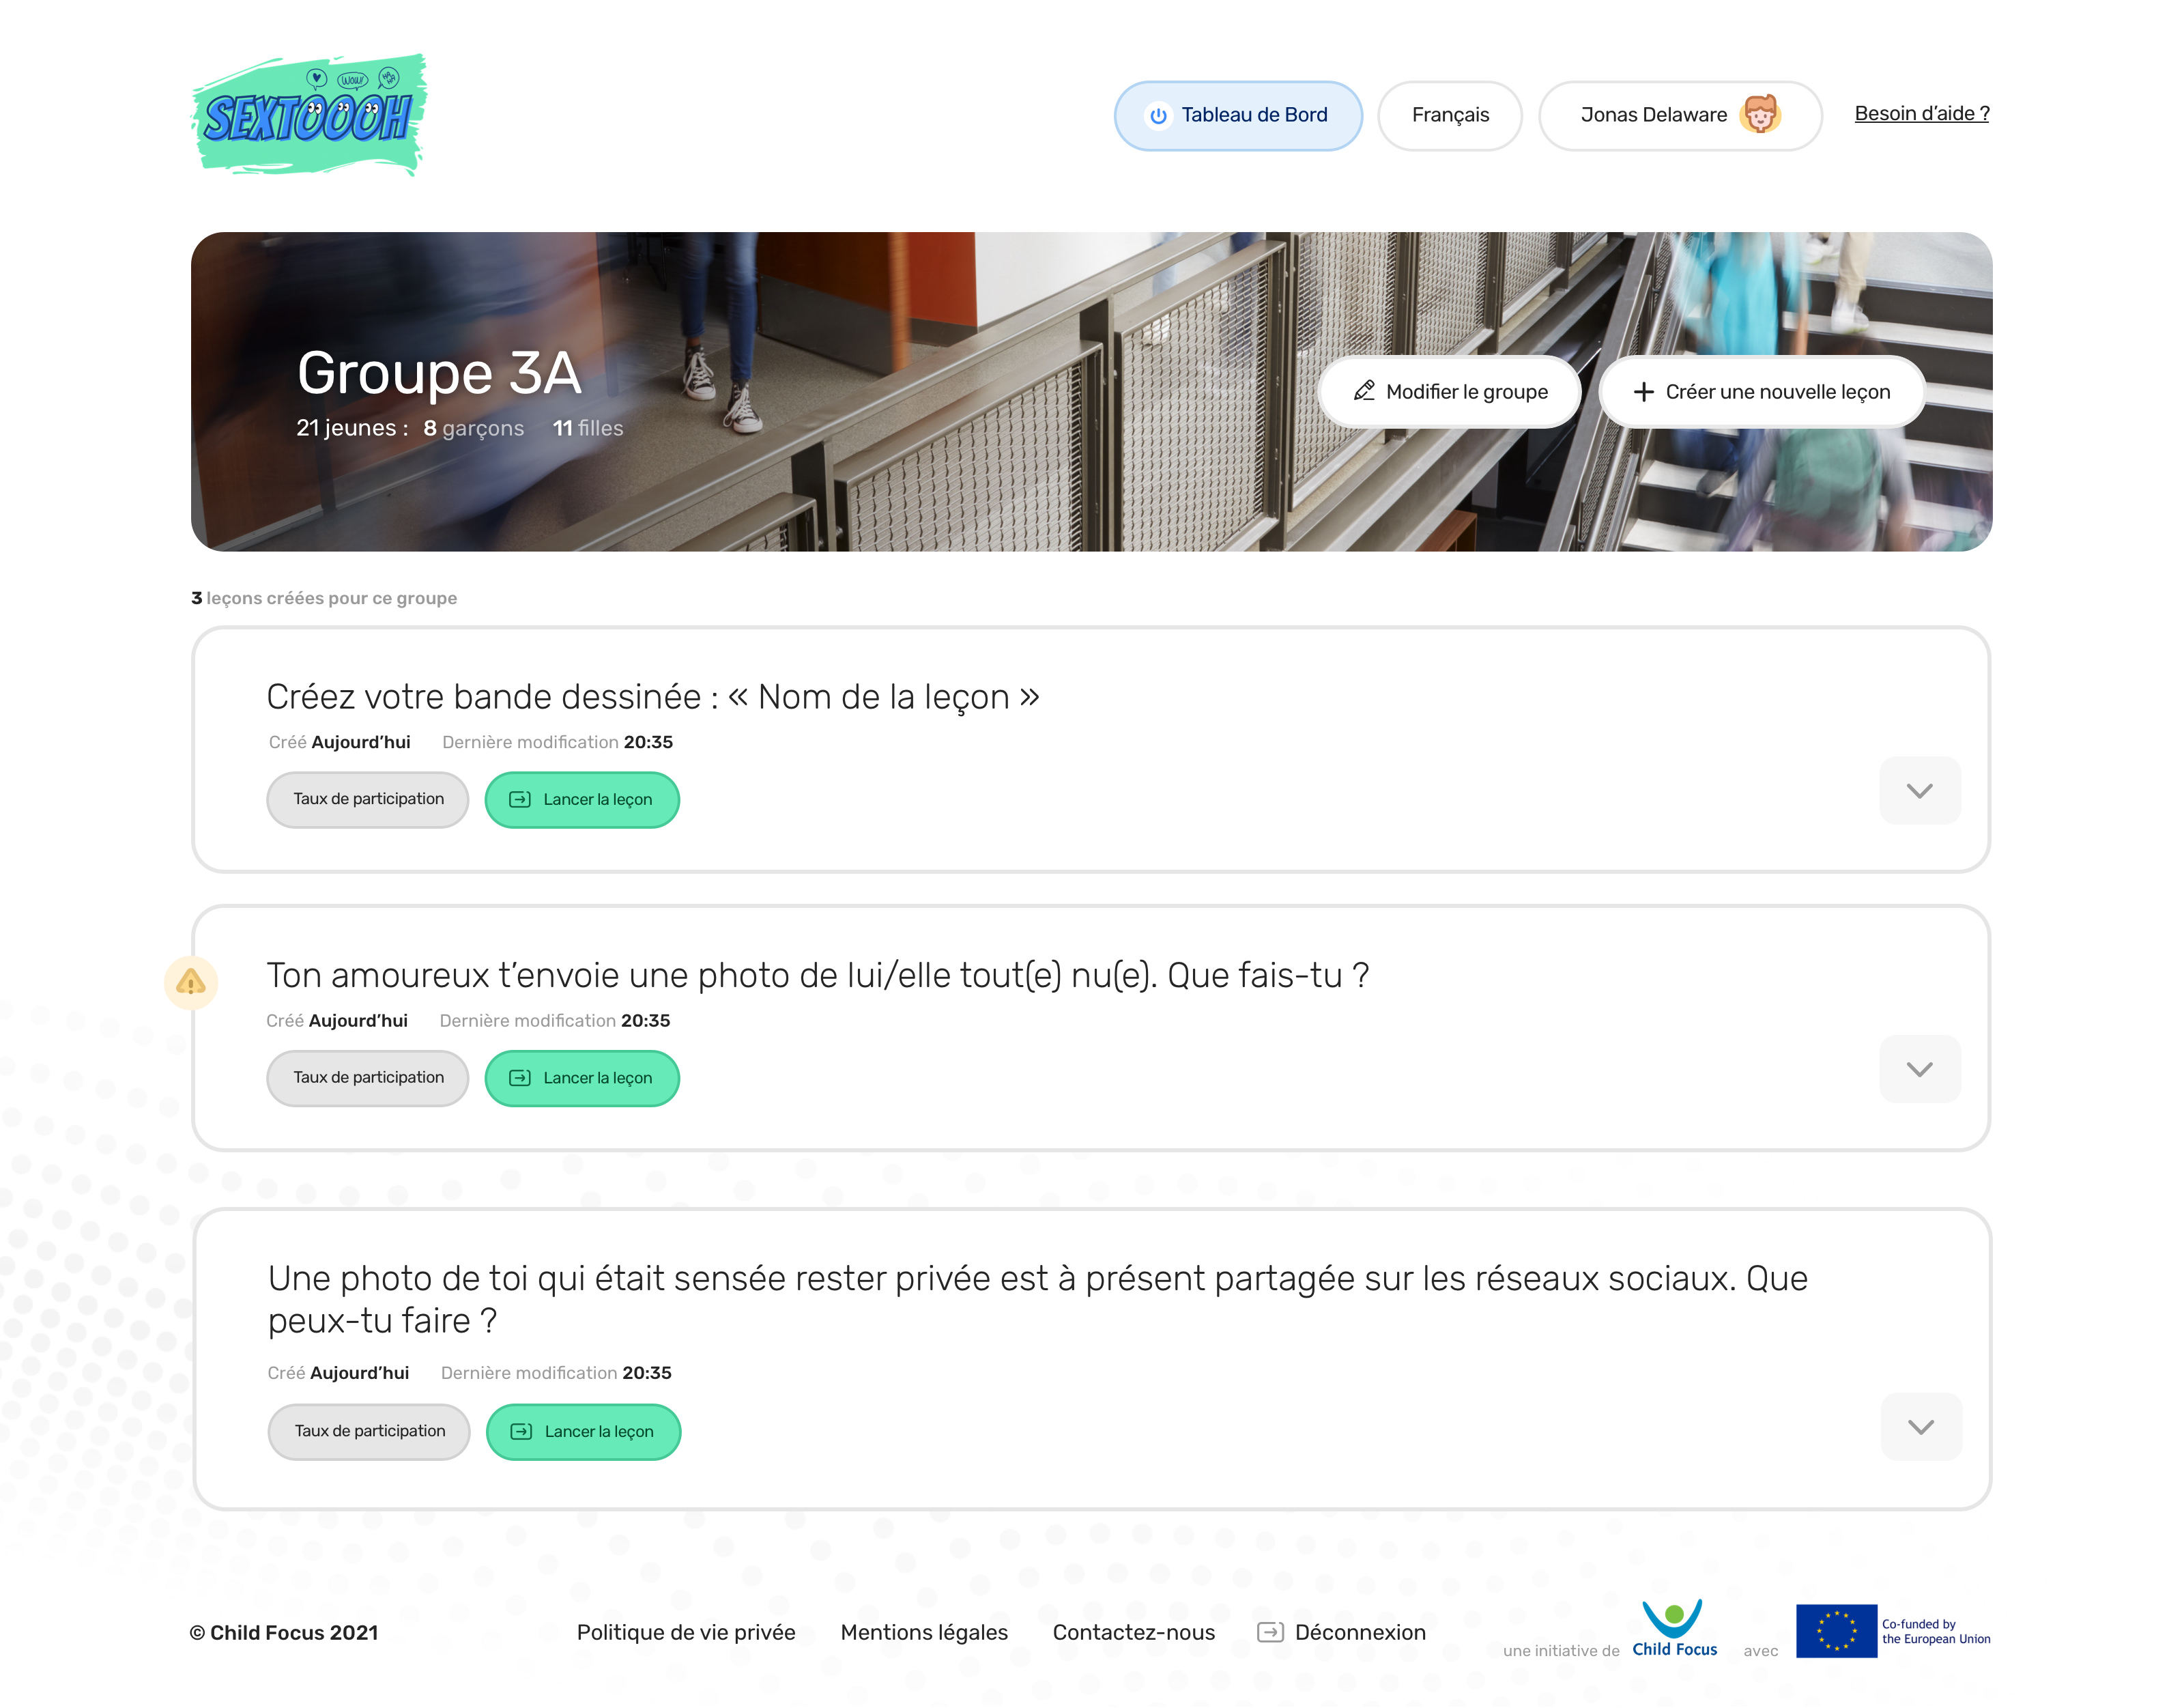 WOW!
HA HA HA
SEXTOOOH
Tableau de Bord
Français
Jonas Delaware
Besoin d’aide ?
Groupe 3A
21 jeunes : 8 garçons 11 filles
Modifier le groupe
Créer une nouvelle leçon
3 leçons créées pour ce groupe
Créez votre bande dessinée : « Nom de la leçon »
Créé Aujourd’hui Dernière modification 20:35
Taux de participation
Lancer la leçon
Ton amoureux t’envoie une photo de lui/elle tout(e) nu(e). Que fais-tu ?
Créé Aujourd’hui Dernière modification 20:35
Taux de participation
Lancer la leçon
Une photo de toi qui était sensée rester privée est à présent partagée sur les réseaux sociaux. Que
peux-tu faire ?
Créé Aujourd’hui Dernière modification 20:35
Taux de participation
Lancer la leçon
© Child Focus 2021
Politique de vie privée
Mentions légales
Contactez-nous
Déconnexion
une initiative de
Child Focus
avec
Co-funded by
the European Union